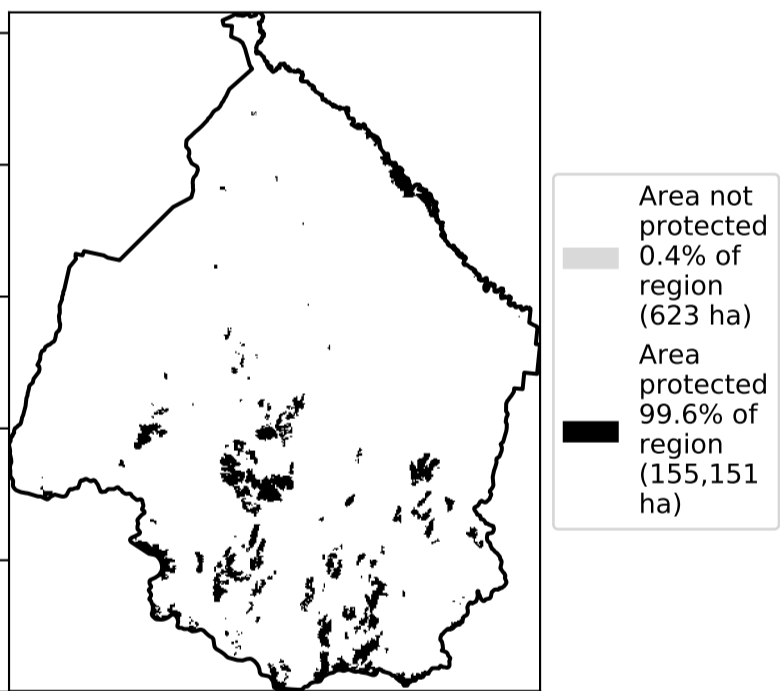 Area not
protected
0.4% of
region
(623 ha)
Area
protected
99.6% of
region
(155,151
ha)